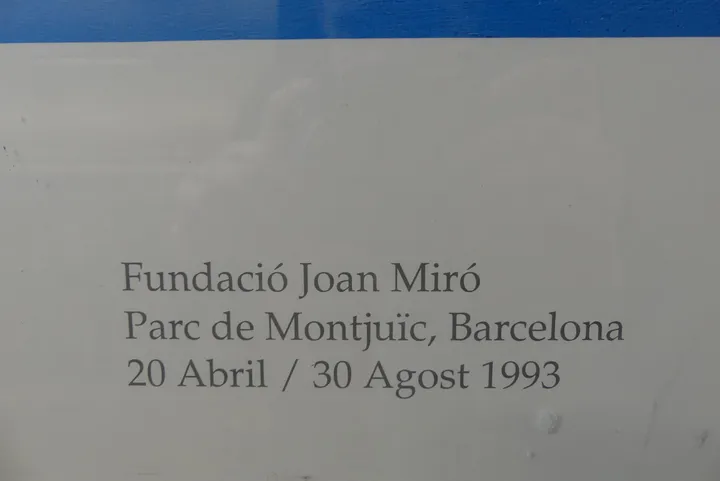 Fundació Joan Miró
Parc de Montjuïc, Barcelona
20 Abril / 30 Agost 1993